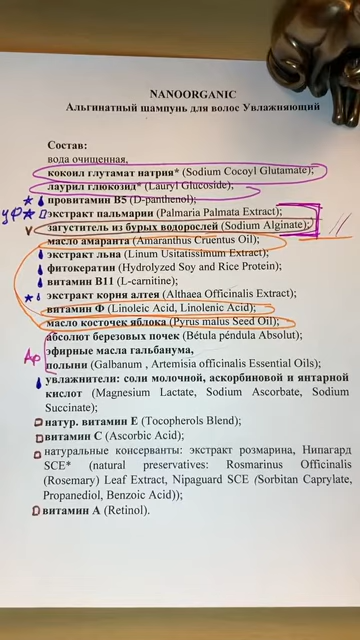 NANOORGANIC
Альгинатный шампунь для волос Увлажняющий
Состав:
вода очищенная,
кокоил глутамат натрия* (Sodium Cocoyl Glutamate);
лаурил глюкозид* (Lauryl Glucoside),
провитамин В5 (D-panthenol);
УФ экстракт пальмарии (Palmaria Palmata Extract);
загуститель из бурых водорослей (Sodium Alginate);
масло амаранта (Amaranthus Cruentus Oil);
экстракт льна (Linum Usitatissimum Extract);
фитокератин (Hydrolyzed Soy and Rice Protein);
витамин В11 (L-carnitine);
экстракт корня алтея (Althaea Officinalis Extract);
витамин Ф (Linoleic Acid, Linolenic Acid);
масло косточек яблока (Pyrus malus Seed Oil);
абсолют березовых почек (Bétula péndula Absolut);
Ар эфирные масла гальбанума,
полыни (Galbanum , Artemisia officinalis Essential Oils);
увлажнители: соли молочной, аскорбиновой и янтарной
кислот (Magnesium Lactate, Sodium Ascorbate, Sodium
Succinate);
натур. витамин Е (Tocopherols Blend);
витамин С (Ascorbic Acid);
натуральные консерванты: экстракт розмарина, Нипагард
SCE* (natural preservatives: Rosmarinus Officinalis
(Rosemary) Leaf Extract, Nipaguard SCE (Sorbitan Caprylate,
Propanediol, Benzoic Acid));
витамин А (Retinol).